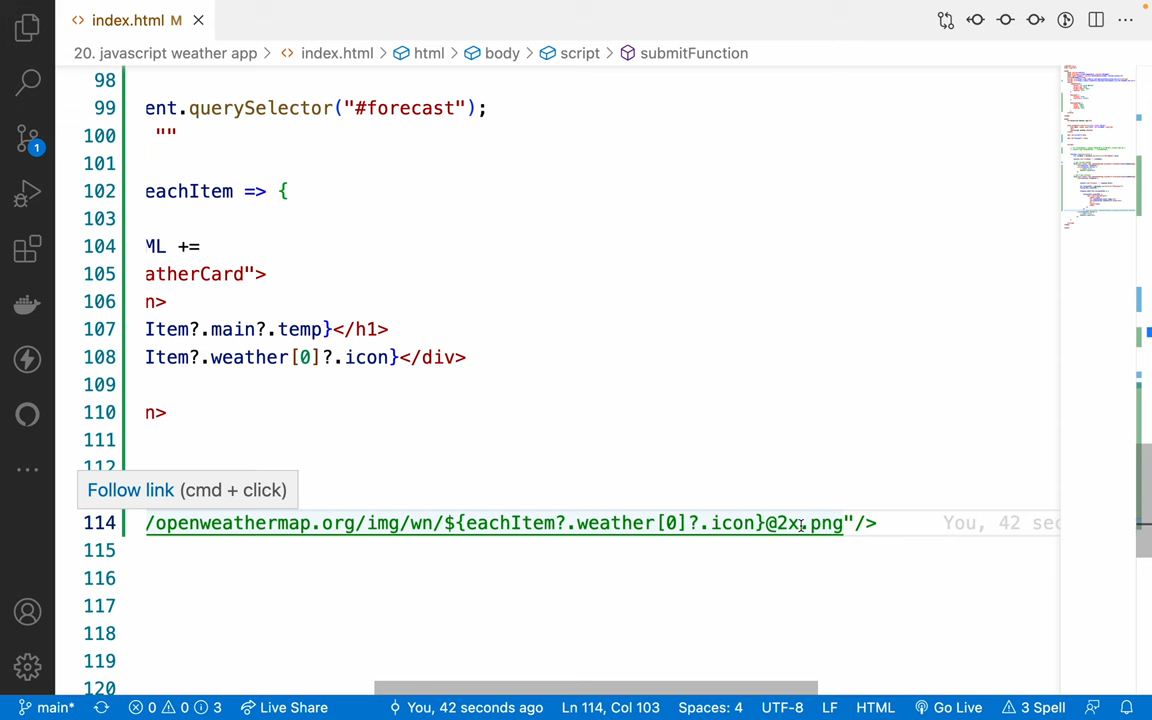 index.html M
20. javascript weather app > index.html > html > body > script > submitFunction
98
99 ent.querySelector("#forecast");
100 ""
101
102 eachItem => {
103
104 ML +=
105 atherCard">
106 n>
107 Item?.main?.temp}</h1>
108 Item?.weather[0]?.icon}</div>
109
110 n>
111
112
Follow link (cmd + click)
114 /openweathermap.org/img/wn/${eachItem?.weather[0]?.icon}@2x.png"/> You, 42 sec
115
116
117
118
119
120
1
main* 0 0 3 Live Share You, 42 seconds ago Ln 114, Col 103 Spaces: 4 UTF-8 LF HTML Go Live 3 Spell